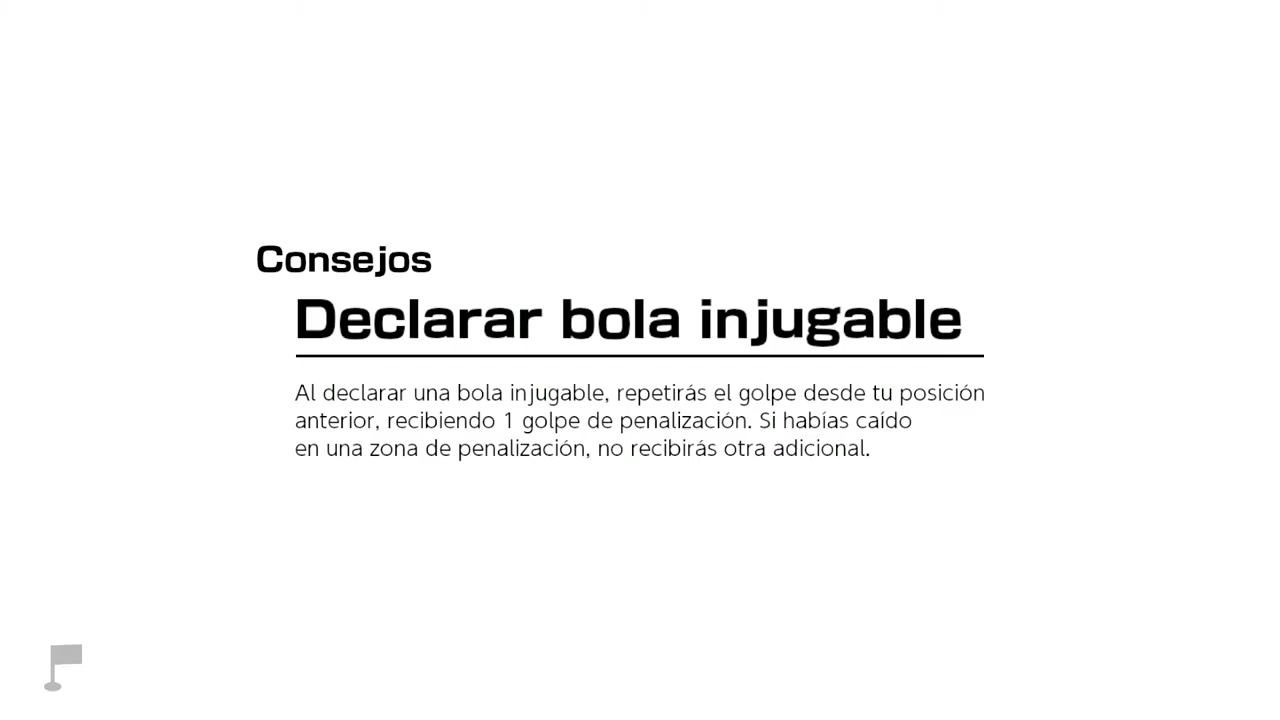 Consejos
Declarar bola injugable
Al declarar una bola injugable, repetirás el golpe desde tu posición
anterior, recibiendo 1 golpe de penalización. Si habías caído
en una zona de penalización, no recibirás otra adicional.